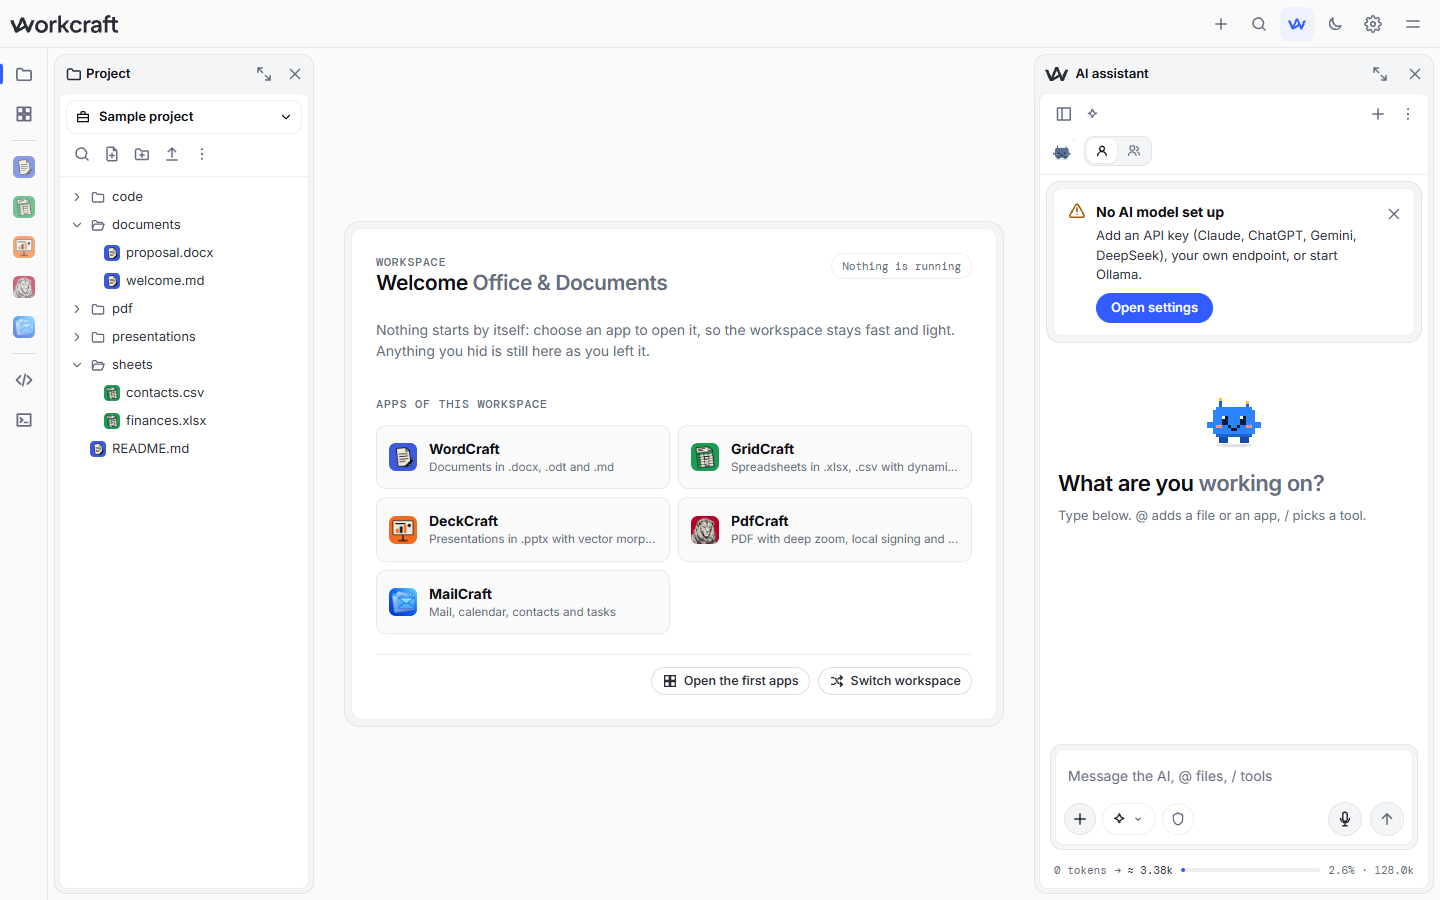 workcraft
Project
Sample project
code
documents
proposal.docx
welcome.md
pdf
presentations
sheets
contacts.csv
finances.xlsx
README.md
WORKSPACE
Welcome Office & Documents
Nothing is running
Nothing starts by itself: choose an app to open it, so the workspace stays fast and light.
Anything you hid is still here as you left it.
APPS OF THIS WORKSPACE
WordCraft
Documents in .docx, .odt and .md
GridCraft
Spreadsheets in .xlsx, .csv with dynami...
DeckCraft
Presentations in .pptx with vector morp...
PdfCraft
PDF with deep zoom, local signing and ...
MailCraft
Mail, calendar, contacts and tasks
Open the first apps
Switch workspace
AI assistant
No AI model set up
Add an API key (Claude, ChatGPT, Gemini,
DeepSeek), your own endpoint, or start
Ollama.
Open settings
What are you working on?
Type below. @ adds a file or an app, / picks a tool.
Message the AI, @ files, / tools
0 tokens → ≈ 3.38k
2.6% · 128.0k